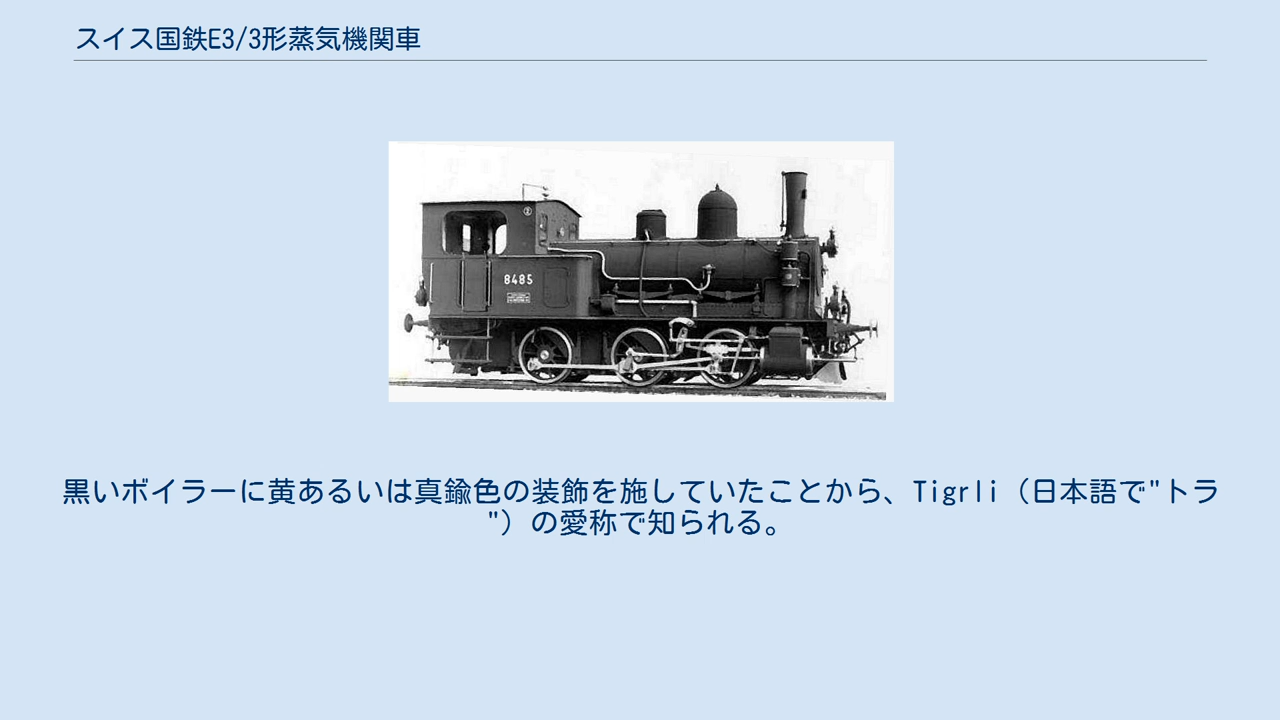 スイス国鉄E3/3形蒸気機関車
8485
黒いボイラーに黄あるいは真鍮色の装飾を施していたことから、Tigrli（日本語で"トラ
"）の愛称で知られる。